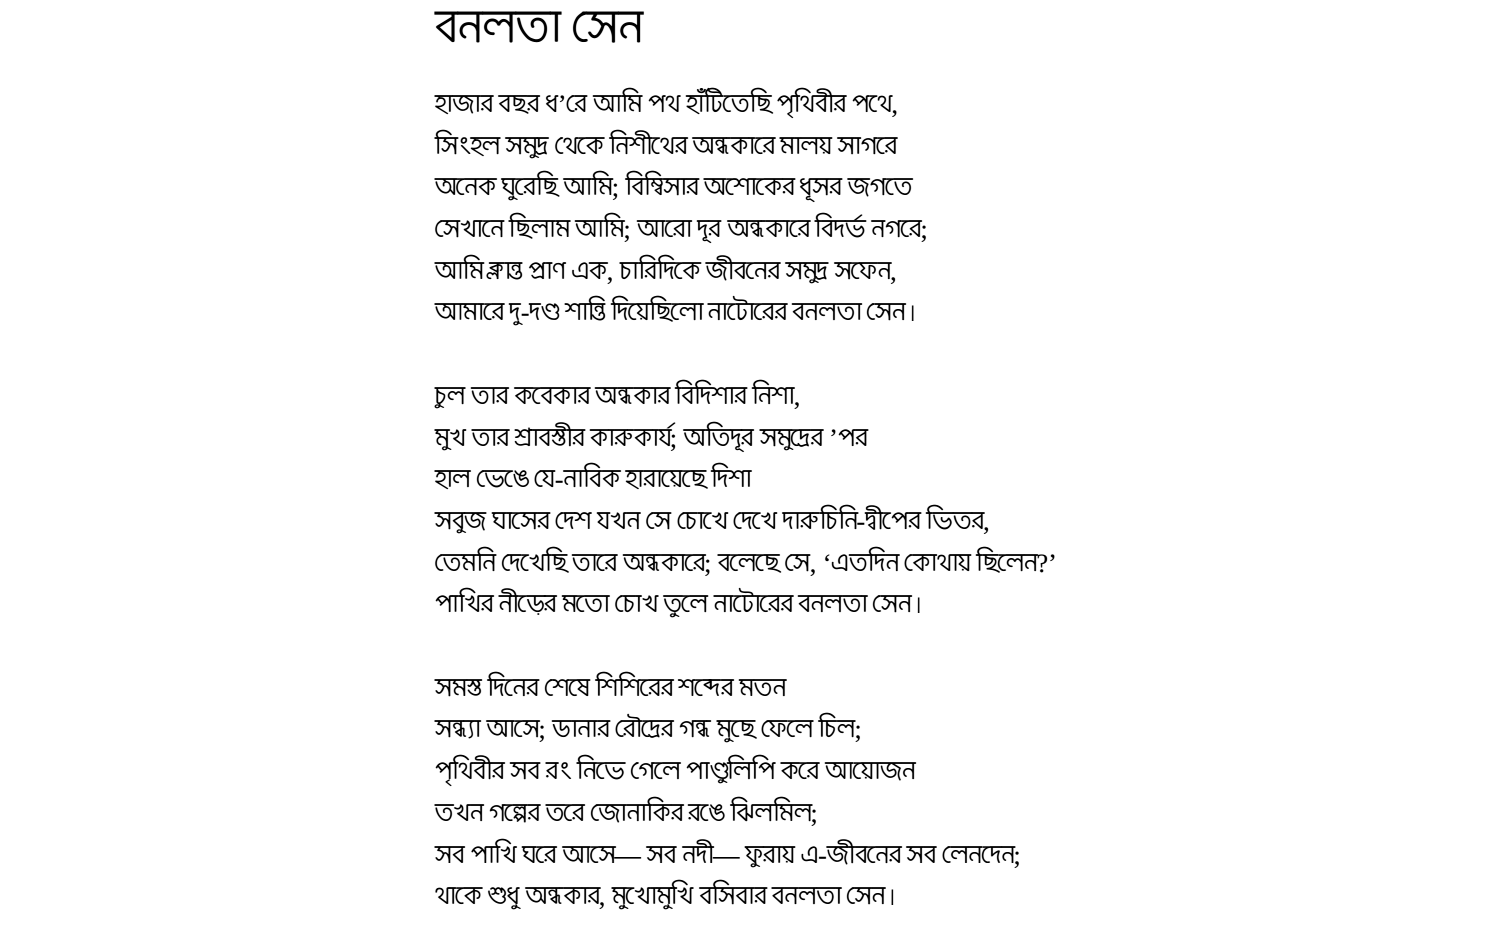 বনলতা সেন
হাজার বছর ধ’রে আমি পথ হাঁটিতেছি পৃথিবীর পথে,
সিংহল সমুদ্র থেকে নিশীথের অন্ধকারে মালয় সাগরে
অনেক ঘুরেছি আমি; বিম্বিসার অশোকের ধূসর জগতে
সেখানে ছিলাম আমি; আরো দূর অন্ধকারে বিদর্ভ নগরে;
আমি ক্লান্ত প্রাণ এক, চারিদিকে জীবনের সমুদ্র সফেন,
আমারে দু-দণ্ড শান্তি দিয়েছিলো নাটোরের বনলতা সেন।
চুল তার কবেকার অন্ধকার বিদিশার নিশা,
মুখ তার শ্রাবস্তীর কারুকার্য; অতিদূর সমুদ্রের ’পর
হাল ভেঙে যে-নাবিক হারায়েছে দিশা
সবুজ ঘাসের দেশ যখন সে চোখে দেখে দারুচিনি-দ্বীপের ভিতর,
তেমনি দেখেছি তারে অন্ধকারে; বলেছে সে, ‘এতদিন কোথায় ছিলেন?’
পাখির নীড়ের মতো চোখ তুলে নাটোরের বনলতা সেন।
সমস্ত দিনের শেষে শিশিরের শব্দের মতন
সন্ধ্যা আসে; ডানার রৌদ্রের গন্ধ মুছে ফেলে চিল;
পৃথিবীর সব রং নিভে গেলে পাণ্ডুলিপি করে আয়োজন
তখন গল্পের তরে জোনাকির রঙে ঝিলমিল;
সব পাখি ঘরে আসে— সব নদী— ফুরায় এ-জীবনের সব লেনদেন;
থাকে শুধু অন্ধকার, মুখোমুখি বসিবার বনলতা সেন।